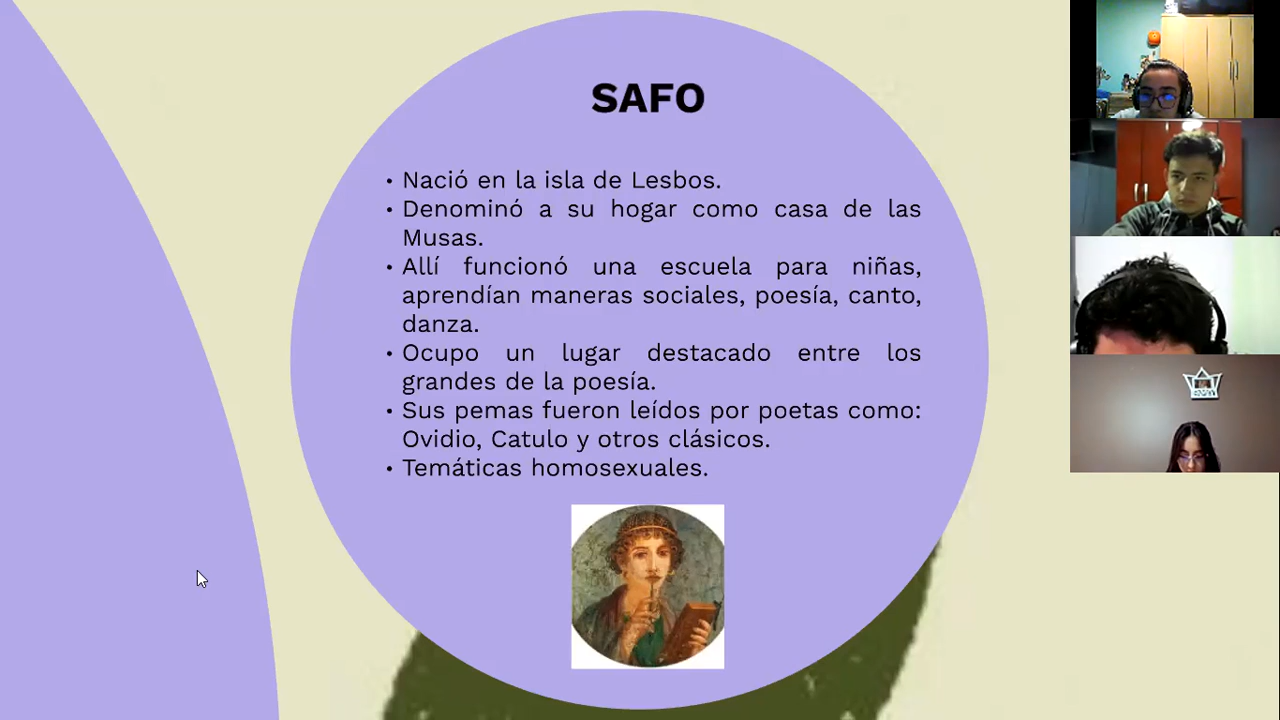 SAFO
• Nació en la isla de Lesbos.
• Denominó a su hogar como casa de las
Musas.
• Allí funcionó una escuela para niñas,
aprendían maneras sociales, poesía, canto,
danza.
• Ocupo un lugar destacado entre los
grandes de la poesía.
• Sus pemas fueron leídos por poetas como:
Ovidio, Catulo y otros clásicos.
• Temáticas homosexuales.